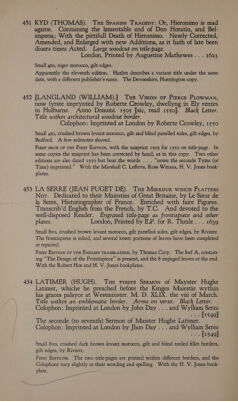 451 KYD (THOMAS). THE SPANISH TRAGEDY: Or, Hieronimo is mad
againe. Containing the lamentable end of Don Horatio, and Bel-
imperia; With the pittifull Death of Hieronimo. Newly Corrected,
Amended, and Enlarged with new Additions, as it hath of late been
diuers times Acted. Large woodcut on title-page.
London, Printed by Augustine Mathewes . . . 1623
Small 4to, niger morocco, gilt edges.
Apparently the eleventh edition. Hazlitt describes a variant title under the same
date, with a different publisher's name. The Devonshire, Huntington copy.
452 [LANGLAND (WILLIAM).] THE VISION OF PIERCE PLOWMAN,
now fyrste imprynted by Roberte Crowley, dwellyng in Ely rentes
in Holburne. Anno Domini. 1505 [sic, read 1550]. Black Letter.
Title within architectural woodcut border.
Colophon: Imprinted at London by Roberte Crowley, 1550
Small 4to, crushed brown levant morocco, gilt and blind panelled sides, gilt edges, by
Bedford. A few sidenotes shaved.
FIRST ISSUE OF THE FIRST EDITION, with the misprint 1505 for 1550 on title-page. In
some copies the misprint has been corrected by hand, as in this copy. Two other
editions are also dated 1550 but bear the words . . . "nowe the seconde Tyme (or
Time) imprinted." With the Marshall C. Lefferts, Ross Winans, H. V. Jones book-
plates.
453 LA SERRE (JEAN PUGET DE). THE MIRROUR WHICH FLATTERS
NOT. Dedicated to their Maiesties of Great Britaine, by Le Sieur de
la Serre, Historiographer of France. Enriched with faire Figures.
Transcrib'd English from the French, by T.C. And devoted to the
well-disposed Reader. Engraved title-page as frontispiece and other
plates. London, Printed by E.P. for R. Thrale . . . 1639
Small 8vo, crushed brown levant morocco, gilt panelled sides, gilt edges, by Riviere.
The frontispiece is inlaid, and several lower portions of leaves have been completed
or repaired.
FIRST EDITION OF THE ENGLISH TRANSLATION, by Thomas Cary. The leaf A, contain-
ing "The Design of the Frontispiece" is present, and the 8 unpaged leaves at the end.
With the Robert Hoe and H. V. Jones bookplates.
454 LATIMER (HUGH). THE FYRSTE SERMON of Mayster Hughe
Latimer, whiche he preached before the Kinges Maiestie wythin
his graces palayce at Westminster. M. D. XLIX. the viii of March.
Title within an emblematic border. Arms on verso. Black Letter.
Colophon: Imprinted at London by Jhon Day . . . and Wylliam Seres
. . . [1549]
The seconde (to seventh) Sermon of Maister Hughe Latimer.
Colophon: Inprinted at London by Jhon Day . . . and Wylliam Seres
. . . [1549]
Small 8vo, crushed dark brown levant morocco, gilt and blind tooled fillet borders,
gilt edges, by Riviere.
FIRST EDITIONS. The two title-pages are printed within different borders, and the
Colophons vary slightly in their wording and spelling. With the H. V. Jones book-
plate.